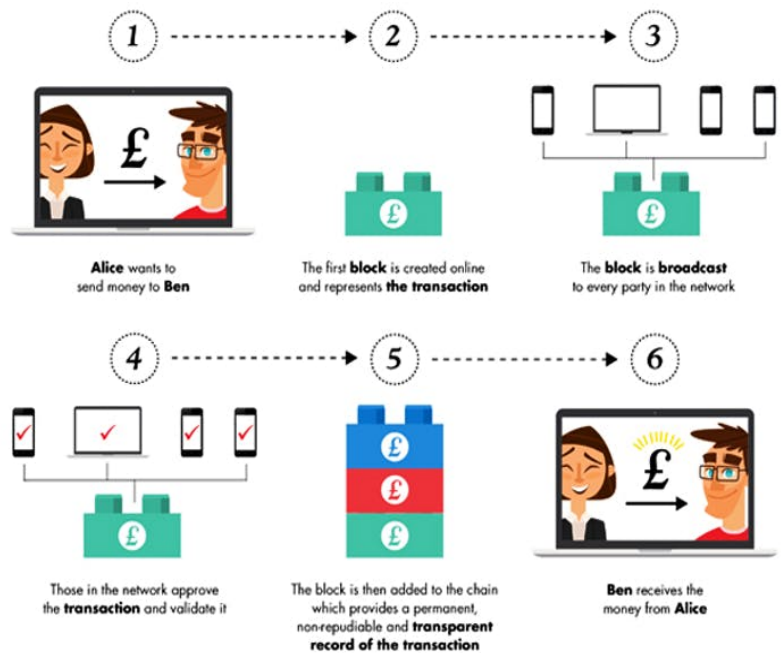 1
2
3
£
£
£
Alice wants to
send money to Ben
The first block is created online
and represents the transaction
The block is broadcast
to every party in the network
4
5
6
£
£
£
£
£
Those in the network approve
the transaction and validate it
The block is then added to the chain
which provides a permanent,
non-repudiable and transparent
record of the transaction
Ben receives the
money from Alice